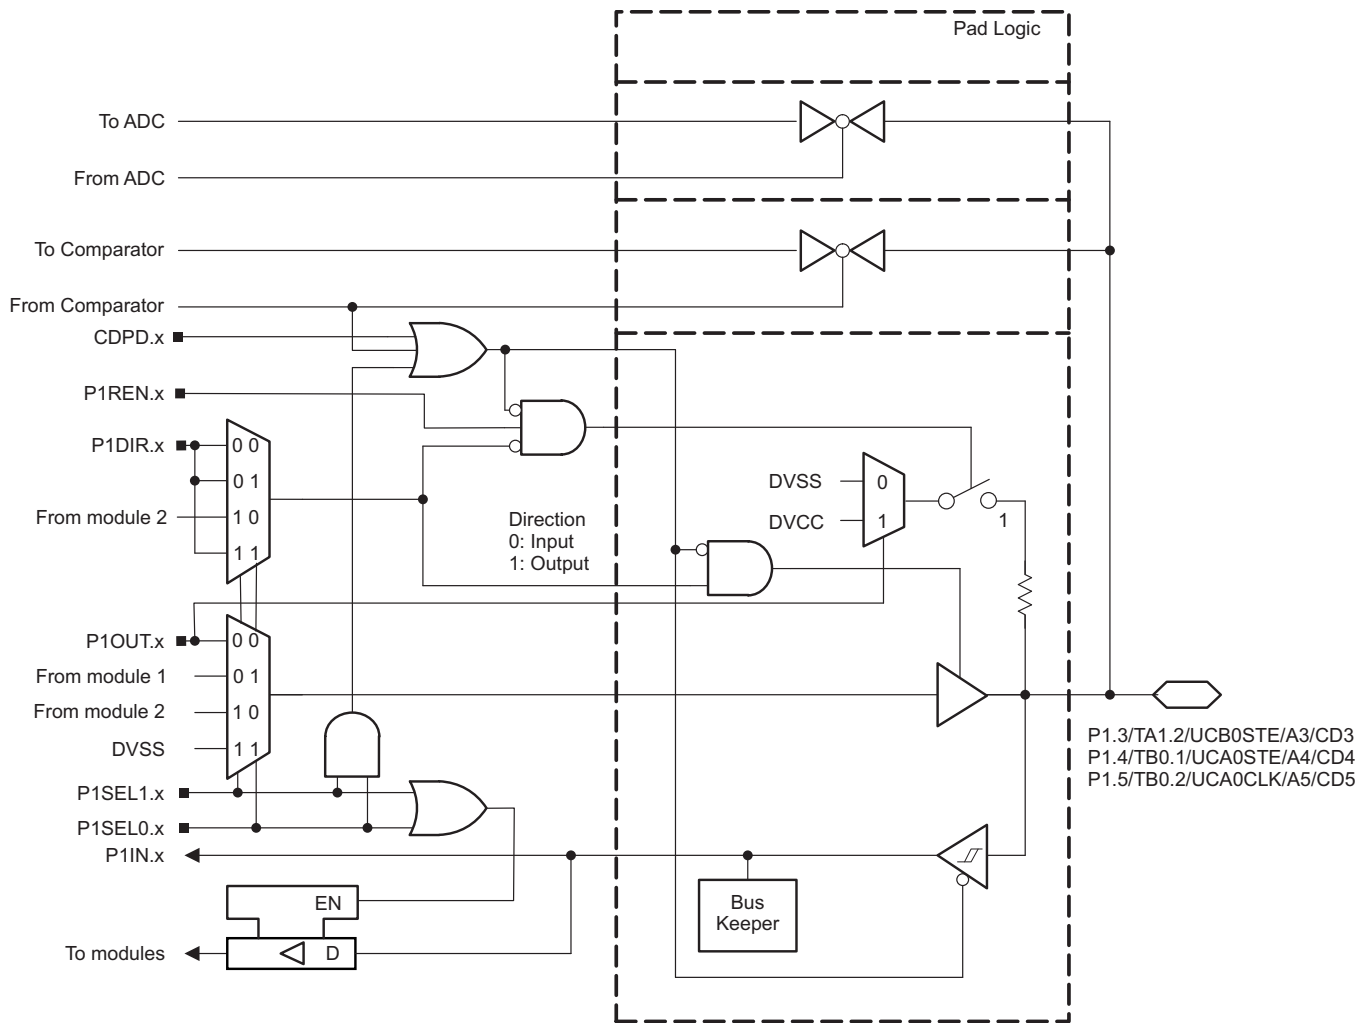 Pad Logic
To ADC
From ADC
To Comparator
From Comparator
CDPD.x
P1REN.x
P1DIR.x
0 0
0 1
From module 2
1 0
1 1
Direction
0: Input
1: Output
DVSS
0
DVCC
1
1
P1OUT.x
0 0
From module 1
0 1
From module 2
1 0
DVSS
1 1
P1.3/TA1.2/UCB0STE/A3/CD3
P1.4/TB0.1/UCA0STE/A4/CD4
P1.5/TB0.2/UCA0CLK/A5/CD5
P1SEL1.x
P1SEL0.x
P1IN.x
EN
Bus
Keeper
To modules
D